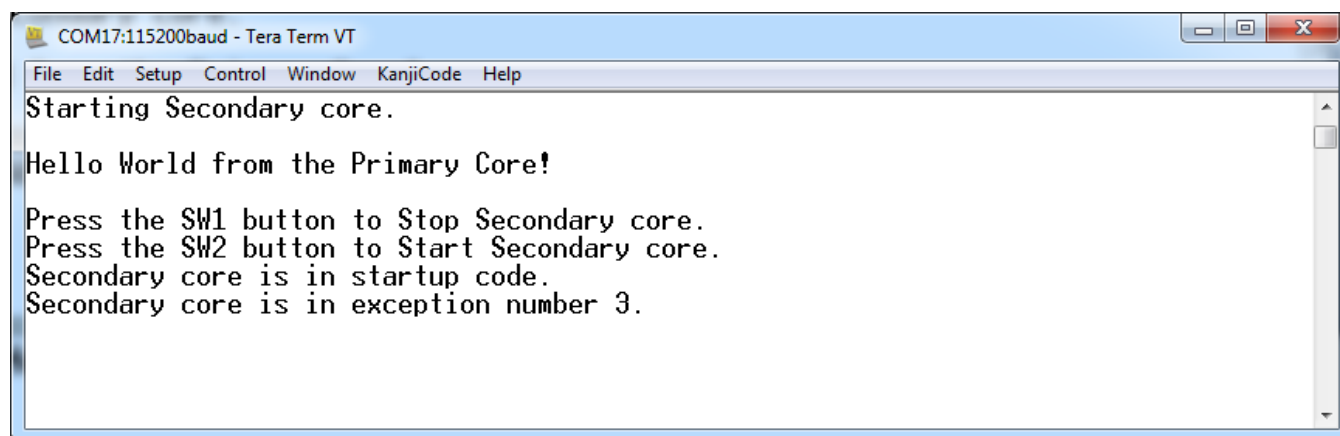 COM17:115200baud - Tera Term VT
File Edit Setup Control Window KanjiCode Help
Starting Secondary core.
Hello World from the Primary Core!
Press the SW1 button to Stop Secondary core.
Press the SW2 button to Start Secondary core.
Secondary core is in startup code.
Secondary core is in exception number 3.